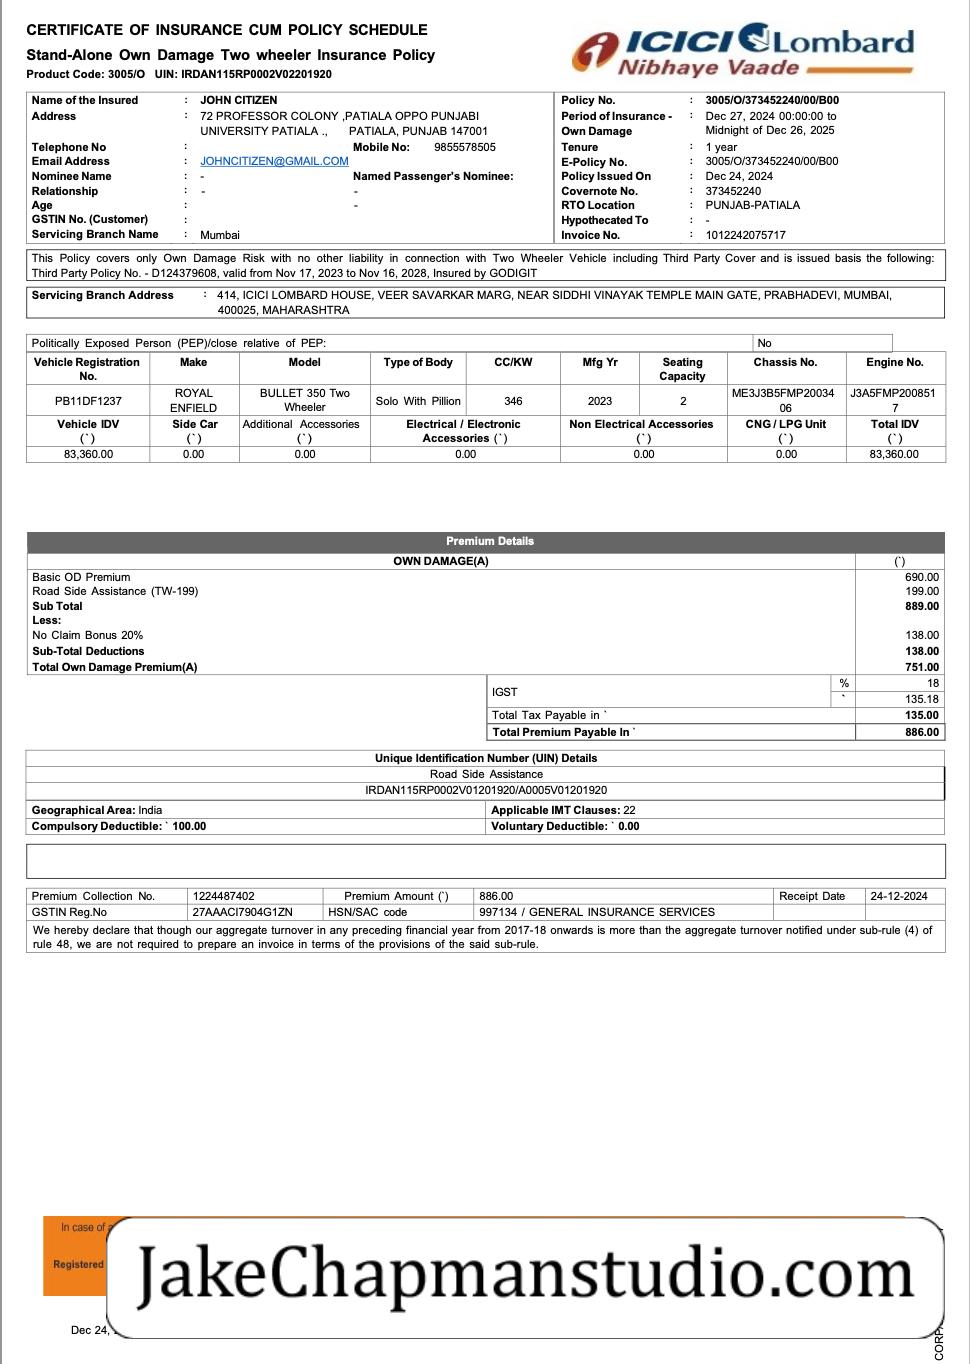 CERTIFICATE OF INSURANCE CUM POLICY SCHEDULE
Stand-Alone Own Damage Two wheeler Insurance Policy
Product Code: 3005/O UIN: IRDAN115RP0002V02201920
ICICI Lombard
Nibhaye Vaade
Name of the Insured : JOHN CITIZEN
Address : 72 PROFESSOR COLONY ,PATIALA OPPO PUNJABI
UNIVERSITY PATIALA ., PATIALA, PUNJAB 147001
Telephone No : Mobile No: 9855578505
Email Address : JOHNCITIZEN@GMAIL.COM
Nominee Name : - Named Passenger's Nominee:
Relationship : - -
Age : -
GSTIN No. (Customer) :
Servicing Branch Name : Mumbai
Policy No. : 3005/O/373452240/00/B00
Period of Insurance - : Dec 27, 2024 00:00:00 to
Own Damage Midnight of Dec 26, 2025
Tenure : 1 year
E-Policy No. : 3005/O/373452240/00/B00
Policy Issued On : Dec 24, 2024
Covernote No. : 373452240
RTO Location : PUNJAB-PATIALA
Hypothecated To : -
Invoice No. : 1012242075717
This Policy covers only Own Damage Risk with no other liability in connection with Two Wheeler Vehicle including Third Party Cover and is issued basis the following:
Third Party Policy No. - D124379608, valid from Nov 17, 2023 to Nov 16, 2028, Insured by GODIGIT
Servicing Branch Address : 414, ICICI LOMBARD HOUSE, VEER SAVARKAR MARG, NEAR SIDDHI VINAYAK TEMPLE MAIN GATE, PRABHADEVI, MUMBAI,
400025, MAHARASHTRA
Politically Exposed Person (PEP)/close relative of PEP: No
Vehicle Registration Make Model Type of Body CC/KW Mfg Yr Seating Chassis No. Engine No.
No. Capacity
PB11DF1237 ROYAL BULLET 350 Two Solo With Pillion 346 2023 2 ME3J3B5FMP20034 J3A5FMP200851
ENFIELD Wheeler 06 7
Vehicle IDV Side Car Additional Accessories Electrical / Electronic Non Electrical Accessories CNG / LPG Unit Total IDV
(`) (`) (`) Accessories (`) (`) (`) (`)
83,360.00 0.00 0.00 0.00 0.00 0.00 83,360.00
Premium Details
OWN DAMAGE(A) (`)
Basic OD Premium 690.00
Road Side Assistance (TW-199) 199.00
Sub Total 889.00
Less:
No Claim Bonus 20% 138.00
Sub-Total Deductions 138.00
Total Own Damage Premium(A) 751.00
IGST % 18
` 135.18
Total Tax Payable in ` 135.00
Total Premium Payable In ` 886.00
Unique Identification Number (UIN) Details
Road Side Assistance
IRDAN115RP0002V01201920/A0005V01201920
Geographical Area: India Applicable IMT Clauses: 22
Compulsory Deductible: ` 100.00 Voluntary Deductible: ` 0.00
Premium Collection No. 1224487402 Premium Amount (`) 886.00 Receipt Date 24-12-2024
GSTIN Reg.No 27AAACI7904G1ZN HSN/SAC code 997134 / GENERAL INSURANCE SERVICES
We hereby declare that though our aggregate turnover in any preceding financial year from 2017-18 onwards is more than the aggregate turnover notified under sub-rule (4) of
rule 48, we are not required to prepare an invoice in terms of the provisions of the said sub-rule.
In case of
Registered
JakeChapmanstudio.com
Dec 24,